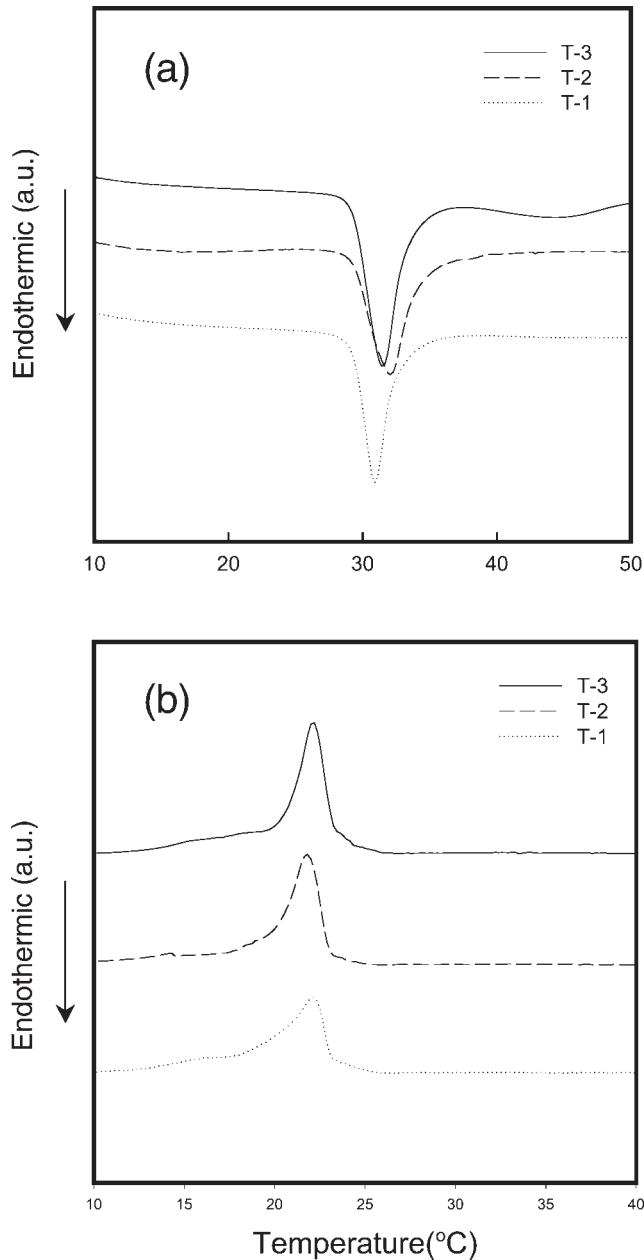 (a)
T-3
T-2
T-1
Endothermic (a.u.)
10 20 30 40 50
(b)
T-3
T-2
T-1
Endothermic (a.u.)
10 15 20 25 30 35 40
Temperature(°C)